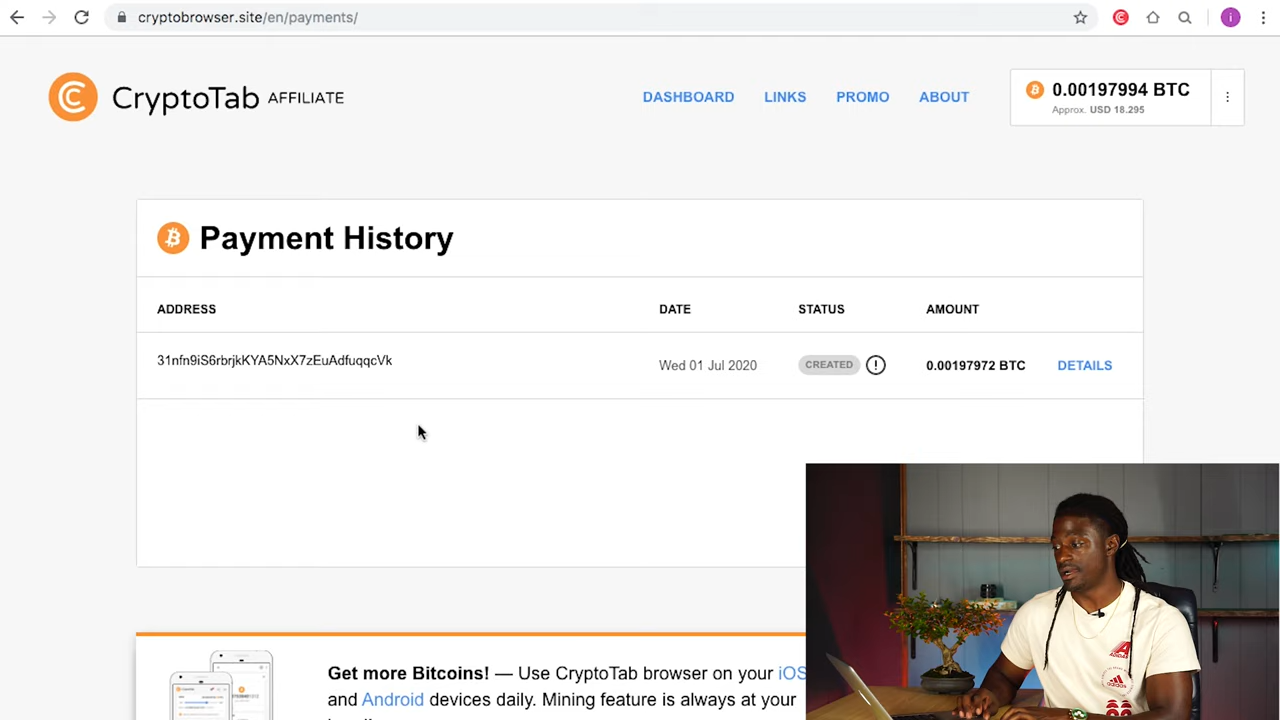 cryptobrowser.site/en/payments/
i
CryptoTab AFFILIATE
DASHBOARD LINKS PROMO ABOUT
0.00197994 BTC
Approx. USD 18.295
Payment History
ADDRESS DATE STATUS AMOUNT
31nfn9iS6rbrjkKYA5NxX7zEuAdfuqqcVk Wed 01 Jul 2020 CREATED 0.00197972 BTC DETAILS
Get more Bitcoins! — Use CryptoTab browser on your iOS
and Android devices daily. Mining feature is always at your
adidas